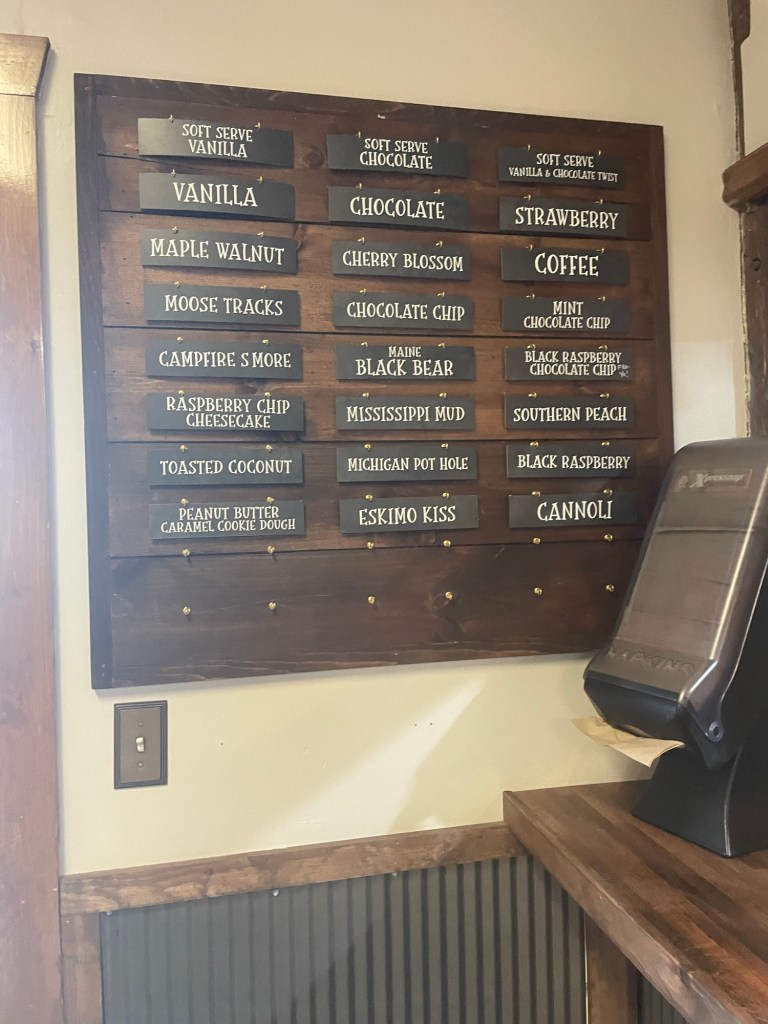 SOFT SERVE
VANILLA
SOFT SERVE
CHOCOLATE
SOFT SERVE
VANILLA & CHOCOLATE TWIST
VANILLA
CHOCOLATE
STRAWBERRY
MAPLE WALNUT
CHERRY BLOSSOM
COFFEE
MOOSE TRACKS
CHOCOLATE CHIP
MINT
CHOCOLATE CHIP
CAMPFIRE S'MORE
MAINE
BLACK BEAR
BLACK RASPBERRY
CHOCOLATE CHIP
RASPBERRY CHIP
CHEESECAKE
MISSISSIPPI MUD
SOUTHERN PEACH
TOASTED COCONUT
MICHIGAN POT HOLE
BLACK RASPBERRY
PEANUT BUTTER
CARAMEL COOKIE DOUGH
ESKIMO KISS
CANNOLI
Xpressnap
NAPKINS